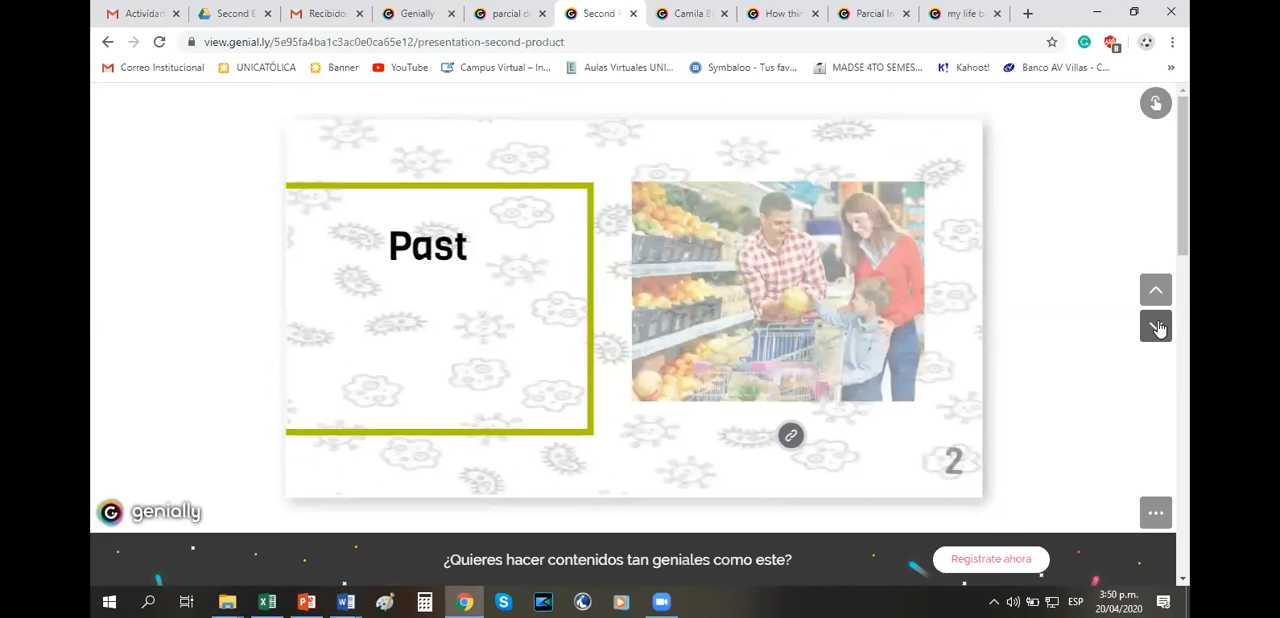 Actividad
Second E
Recibidos
Genially
parcial d
Second P
Camila B
How thin
Parcial In
my life b
view.genial.ly/5e95fa4ba1c3ac0e0ca65e12/presentation-second-product
8
Correo Institucional
UNICATÓLICA
Banner
YouTube
Campus Virtual – In...
Aulas Virtuales UNI...
Symbaloo - Tus fav...
MADSE 4TO SEMES...
Kahoot!
Banco AV Villas - C...
»
Past
2
genially
¿Quieres hacer contenidos tan geniales como este?
Regístrate ahora
ESP
3:50 p.m.
20/04/2020